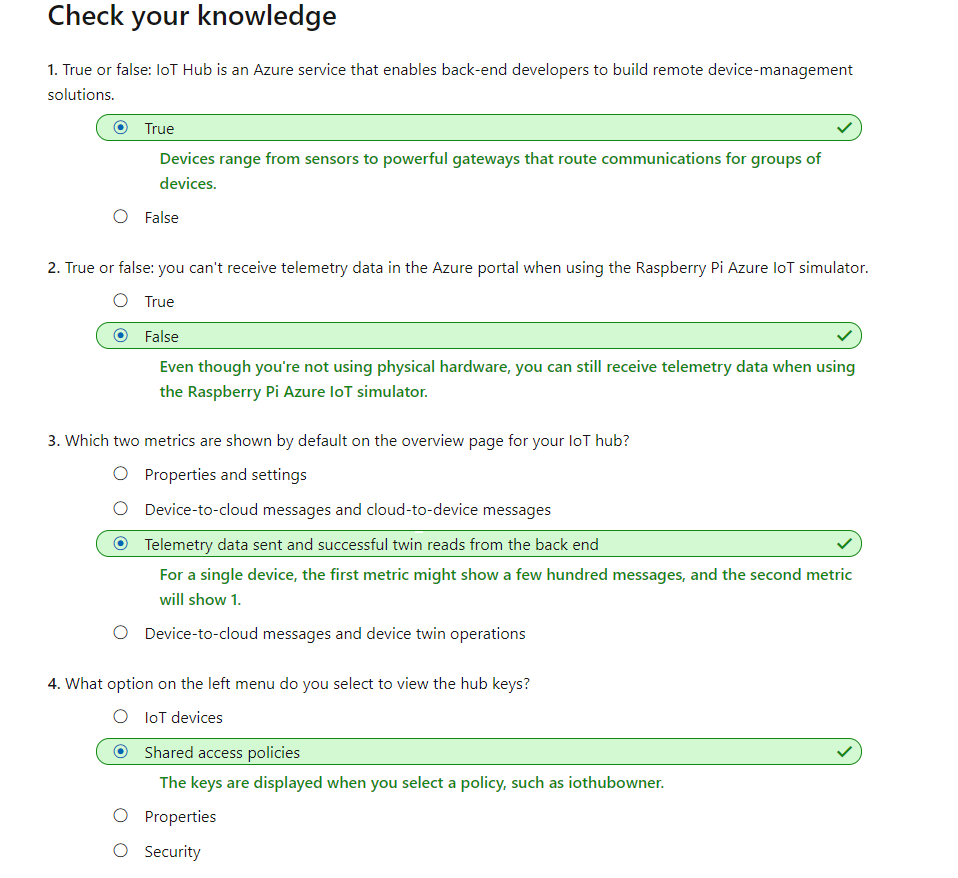 Check your knowledge
1. True or false: IoT Hub is an Azure service that enables back-end developers to build remote device-management
solutions.
True
Devices range from sensors to powerful gateways that route communications for groups of
devices.
False
2. True or false: you can't receive telemetry data in the Azure portal when using the Raspberry Pi Azure IoT simulator.
True
False
Even though you're not using physical hardware, you can still receive telemetry data when using
the Raspberry Pi Azure IoT simulator.
3. Which two metrics are shown by default on the overview page for your IoT hub?
Properties and settings
Device-to-cloud messages and cloud-to-device messages
Telemetry data sent and successful twin reads from the back end
For a single device, the first metric might show a few hundred messages, and the second metric
will show 1.
Device-to-cloud messages and device twin operations
4. What option on the left menu do you select to view the hub keys?
IoT devices
Shared access policies
The keys are displayed when you select a policy, such as iothubowner.
Properties
Security